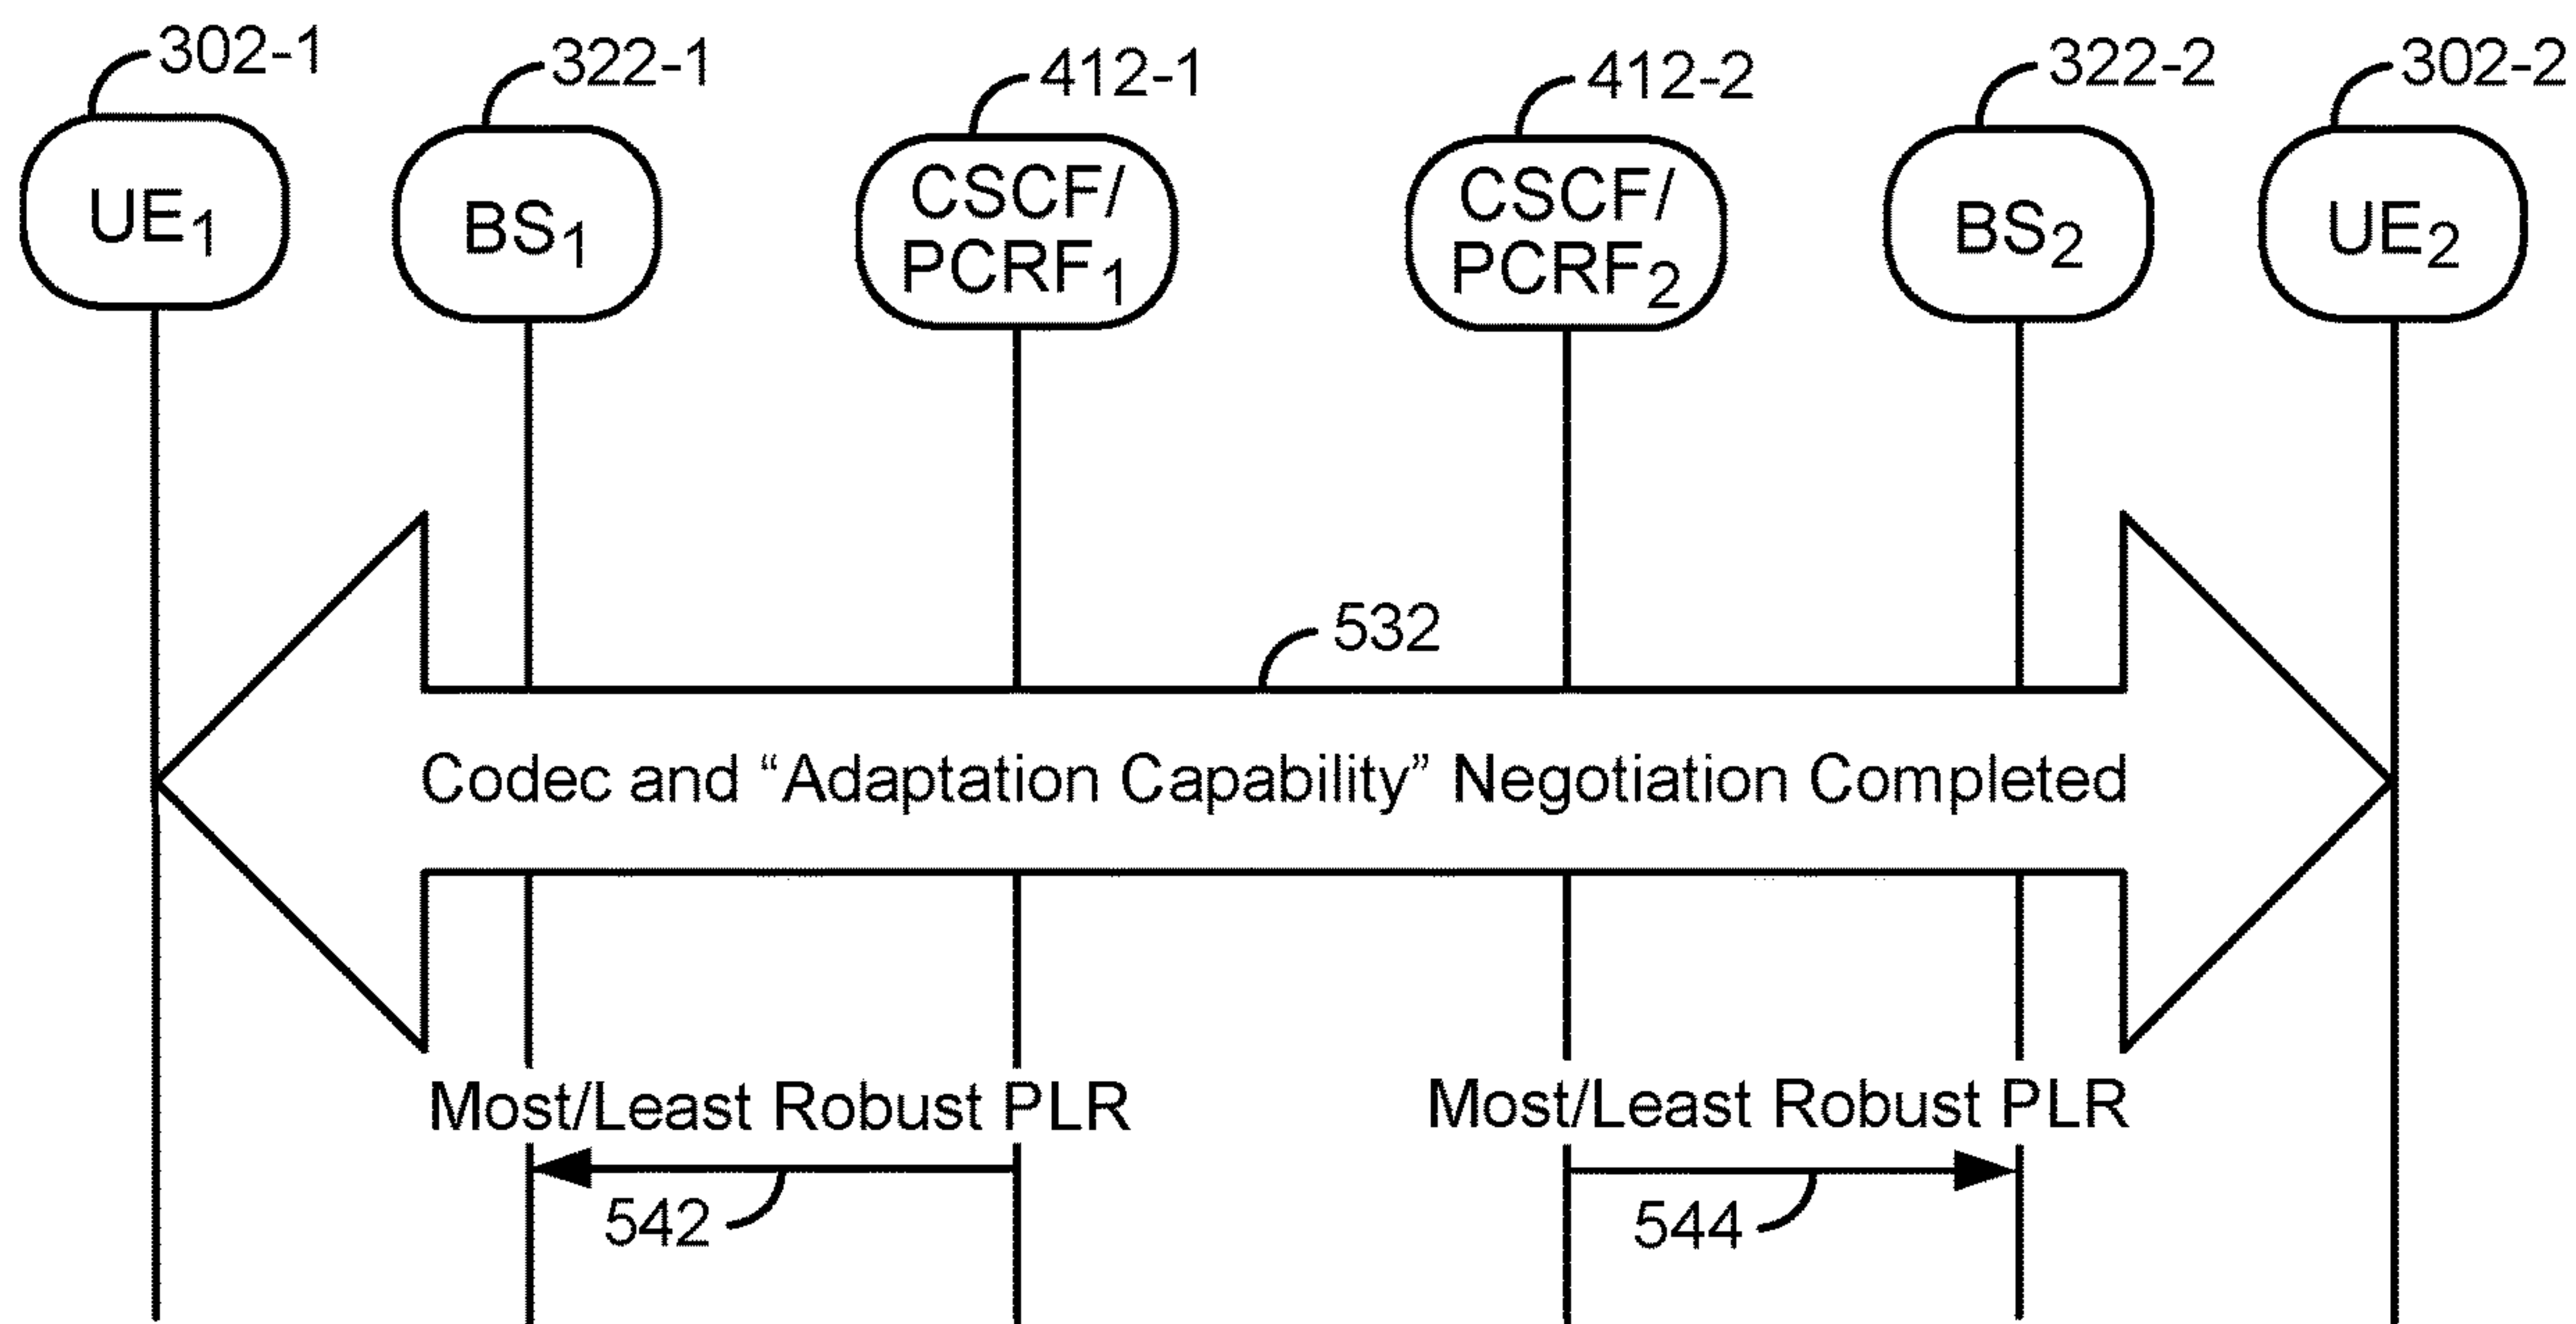 302-1
322-1
412-1
412-2
322-2
302-2
UE1
BS1
CSCF/
PCRF1
CSCF/
PCRF2
BS2
UE2
532
Codec and “Adaptation Capability” Negotiation Completed
Most/Least Robust PLR
Most/Least Robust PLR
542
544